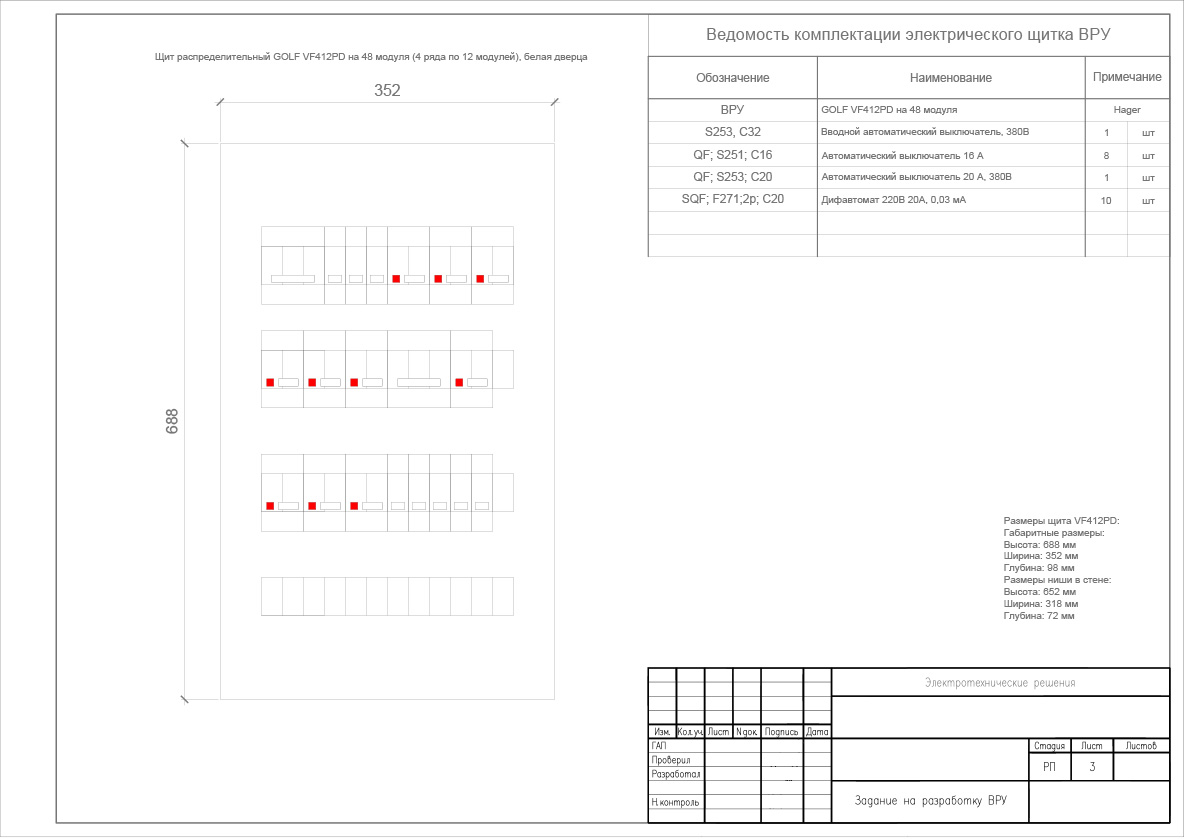 Щит распределительный GOLF VF412PD на 48 модуля (4 ряда по 12 модулей), белая дверца
352
688
Ведомость комплектации электрического щитка ВРУ
Обозначение Наименование Примечание
ВРУ GOLF VF412PD на 48 модуля Hager
S253, C32 Вводной автоматический выключатель, 380В 1 шт
QF; S251; C16 Автоматический выключатель 16 А 8 шт
QF; S253; C20 Автоматический выключатель 20 А, 380В 1 шт
SQF; F271;2p; C20 Дифавтомат 220В 20А, 0,03 мА 10 шт
Размеры щита VF412PD:
Габаритные размеры:
Высота: 688 мм
Ширина: 352 мм
Глубина: 98 мм
Размеры ниши в стене:
Высота: 652 мм
Ширина: 318 мм
Глубина: 72 мм
Электротехнические решения
Изм. Кол.уч. Лист Nдок. Подпись Дата
ГАП Стадия Лист Листов
Проверил РП 3
Разработал
Н.контроль Задание на разработку ВРУ